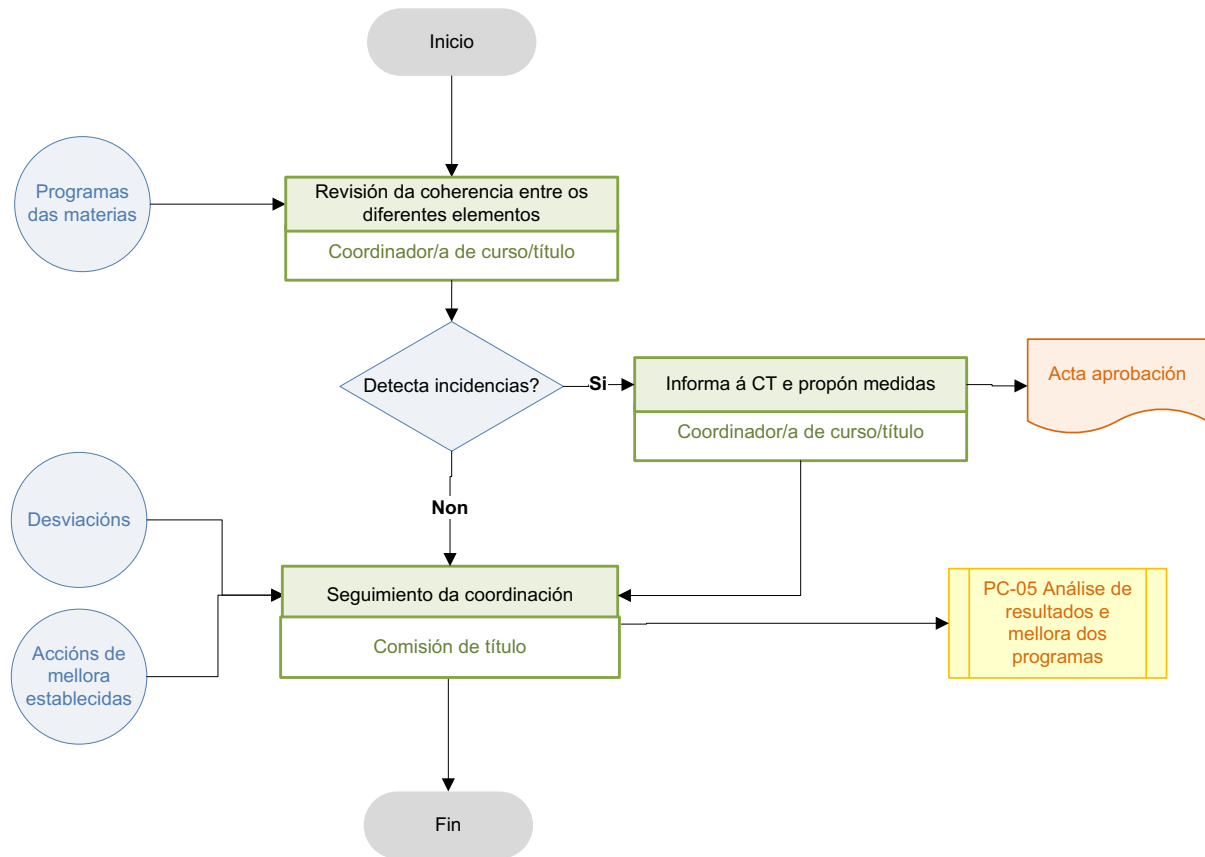 Inicio
Programas
das materias
Revisión da coherencia entre os
diferentes elementos
Coordinador/a de curso/título
Detecta incidencias?
Si
Informa á CT e propón medidas
Coordinador/a de curso/título
Acta aprobación
Non
Desviacións
Seguimiento da coordinación
Comisión de título
Accións de
mellora
establecidas
PC-05 Análise de
resultados e
mellora dos
programas
Fin